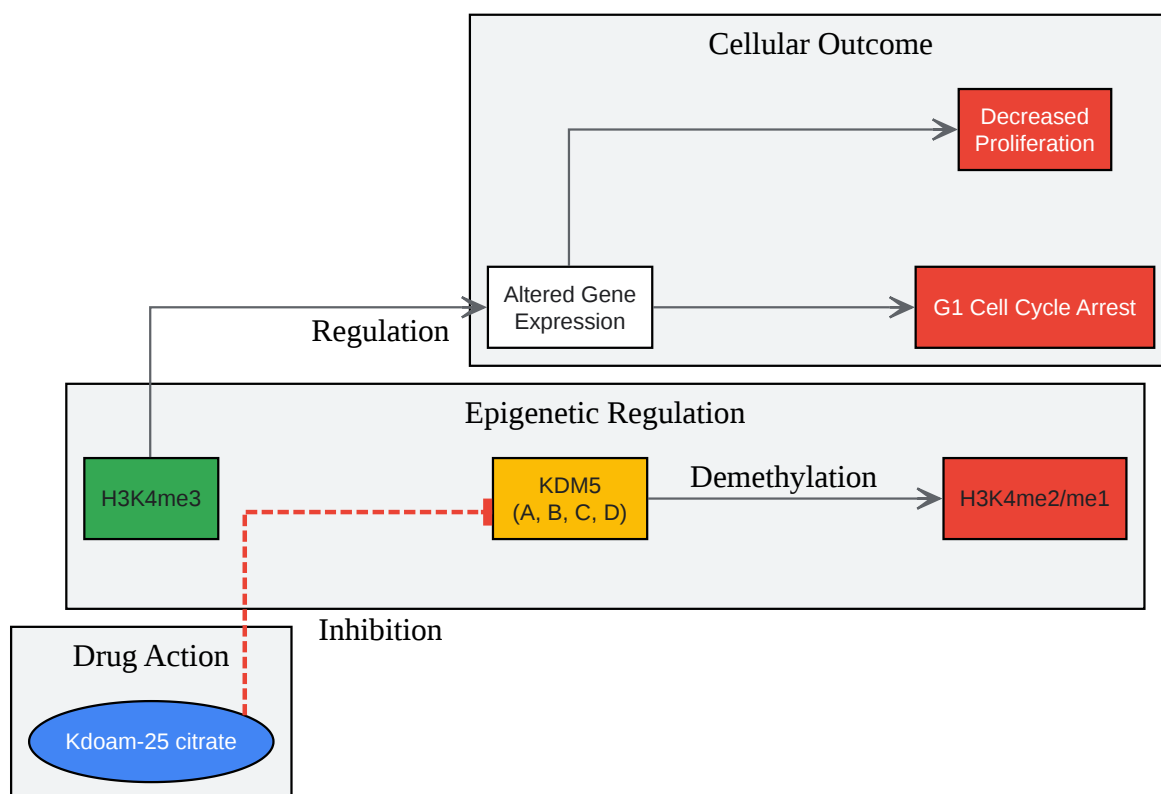 Cellular Outcome
Decreased
Proliferation
Altered Gene
Expression
G1 Cell Cycle Arrest
Regulation
Epigenetic Regulation
H3K4me3
KDM5
(A, B, C, D)
Demethylation
H3K4me2/me1
Inhibition
Drug Action
Kdoam-25 citrate